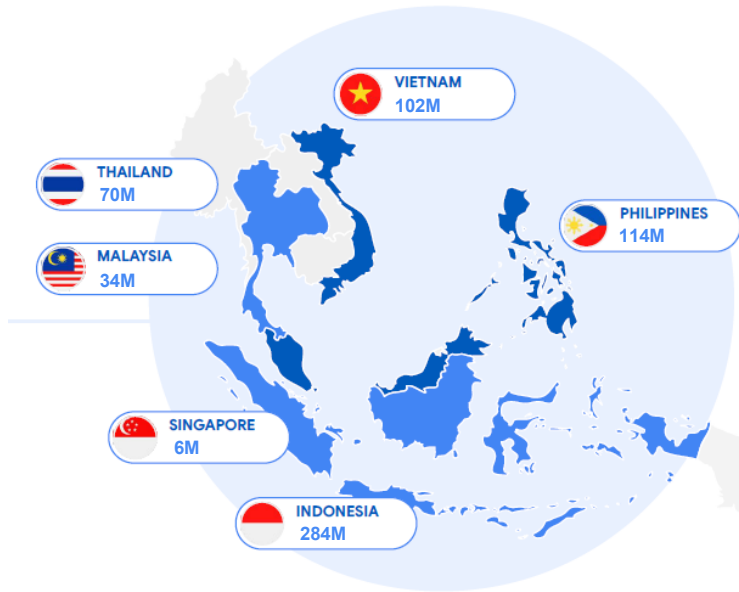 VIETNAM
102M
THAILAND
70M
PHILIPPINES
114M
MALAYSIA
34M
SINGAPORE
6M
INDONESIA
284M